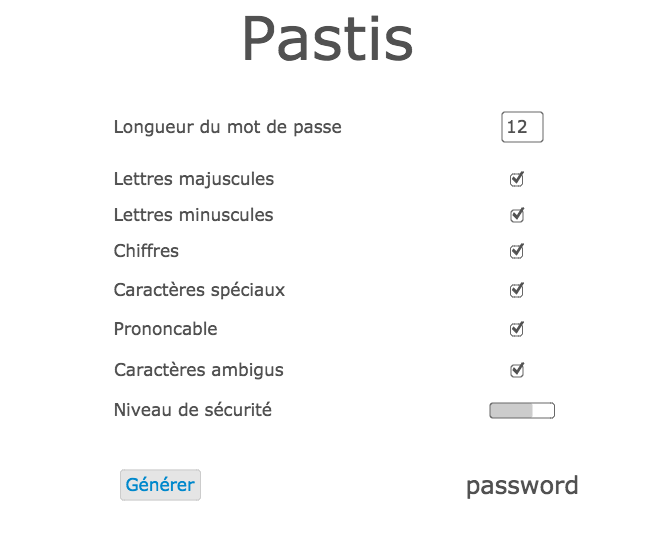 Pastis
Longueur du mot de passe 12
Lettres majuscules
Lettres minuscules
Chiffres
Caractères spéciaux
Prononcable
Caractères ambigus
Niveau de sécurité
Générer password